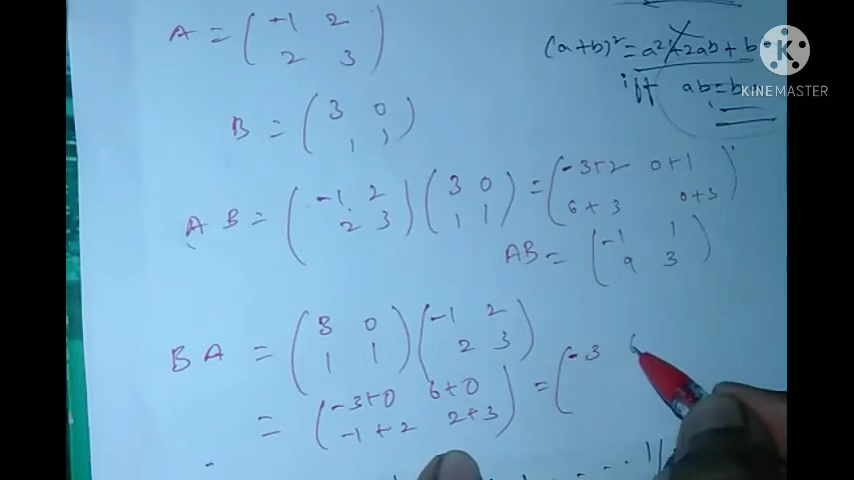 A = ( -1 2
2 3 )
(a+b)² = a² + 2ab + b
iff ab = b
KINEMASTER
B = ( 3 0
1 1 )
AB = ( -1 2
2 3 ) ( 3 0
1 1 ) = ( -3+2 0+1
6+3 0+3 )
AB = ( -1 1
9 3 )
BA = ( 3 0
1 1 ) ( -1 2
2 3 )
= ( -3+0 6+0
-1+2 2+3 ) = ( -3 6